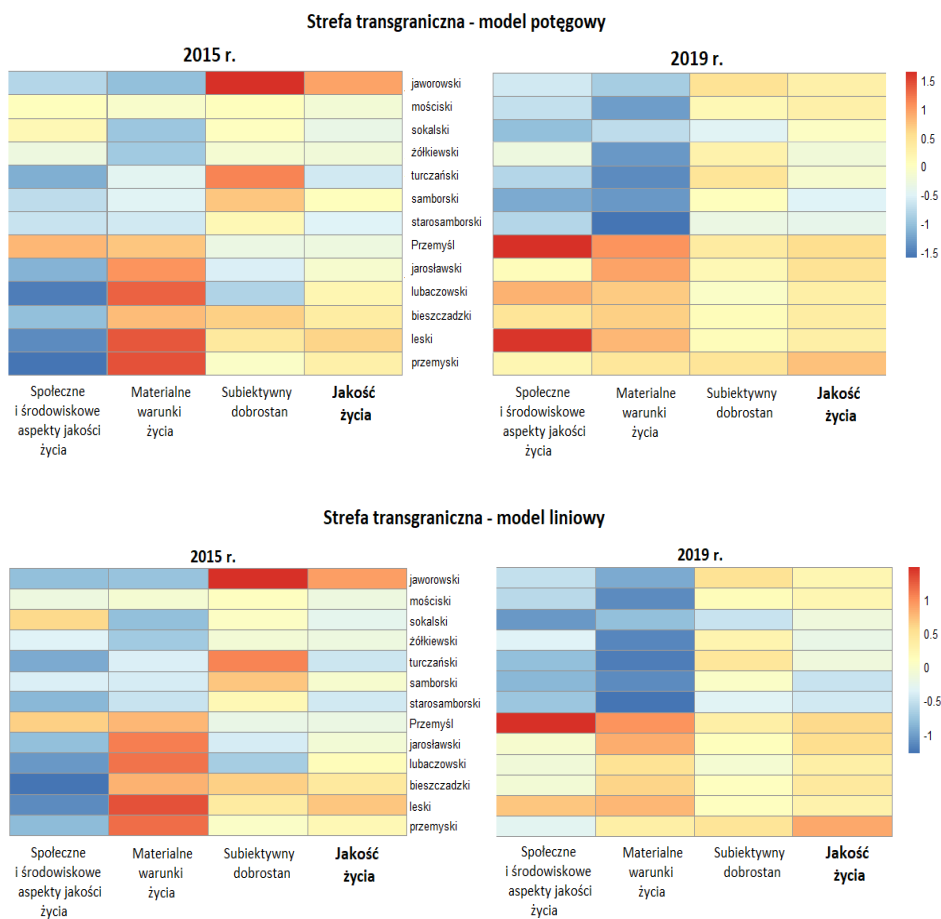 Strefa transgraniczna - model potęgowy
2015 r.
2019 r.
jaworowski
mościski
sokalski
żółkiewski
turczański
samborski
starosamborski
Przemyśl
jarosławski
lubaczowski
bieszczadzki
leski
przemyski
1.5
1
0.5
0
-0.5
-1
-1.5
Społeczne
i środowiskowe
aspekty jakości
życia
Materialne
warunki
życia
Subiektywny
dobrostan
Jakość
życia
Społeczne
i środowiskowe
aspekty jakości
życia
Materialne
warunki
życia
Subiektywny
dobrostan
Jakość
życia
Strefa transgraniczna - model liniowy
2015 r.
2019 r.
jaworowski
mościski
sokalski
żółkiewski
turczański
samborski
starosamborski
Przemyśl
jarosławski
lubaczowski
bieszczadzki
leski
przemyski
1
0.5
0
-0.5
-1
Społeczne
i środowiskowe
aspekty jakości
życia
Materialne
warunki
życia
Subiektywny
dobrostan
Jakość
życia
Społeczne
i środowiskowe
aspekty jakości
życia
Materialne
warunki
życia
Subiektywny
dobrostan
Jakość
życia